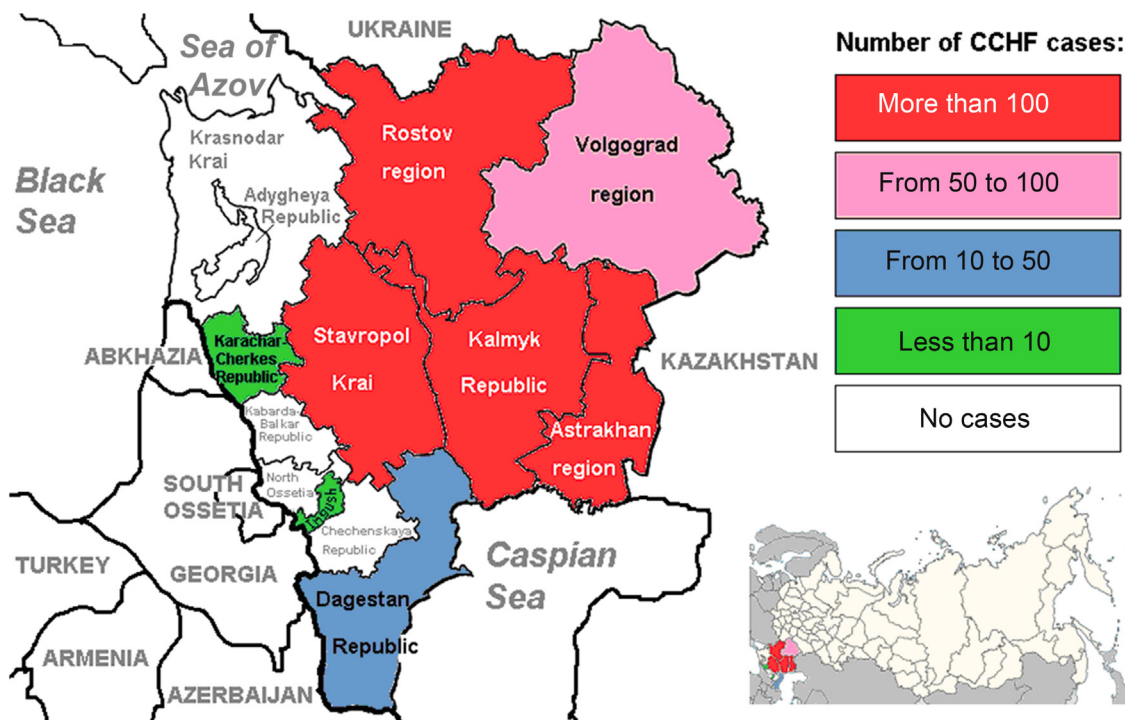 UKRAINE
Sea of
Azov
Krasnodar
Krai
Adygheya
Republic
Black
Sea
Rostov
region
Volgograd
region
Stavropol
Krai
Kalmyk
Republic
Astrakhan
region
KAZAKHSTAN
ABKHAZIA
Karachar-
Cherkes
Republic
Kabarda-
Balkar
Republic
North
Ossetia
Ingush
Chechenskaya
Republic
SOUTH
OSSETIA
TURKEY
GEORGIA
Caspian
Sea
Dagestan
Republic
ARMENIA
AZERBAIJAN
Number of CCHF cases:
More than 100
From 50 to 100
From 10 to 50
Less than 10
No cases